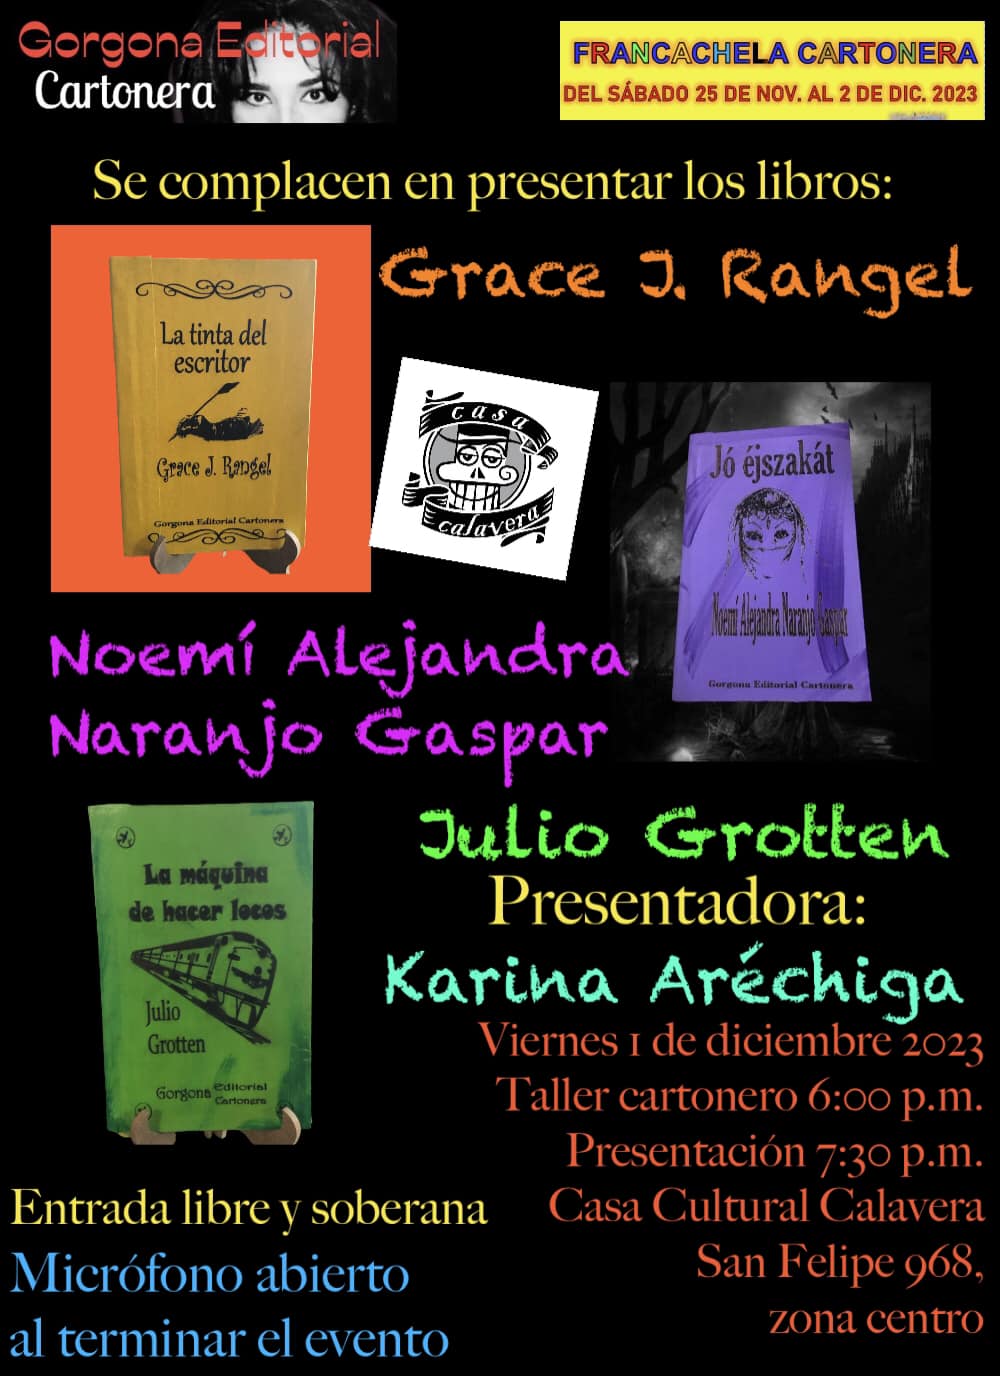 Gorgona Editorial
Cartonera
FRANCACHELA CARTONERA
DEL SÁBADO 25 DE NOV. AL 2 DE DIC. 2023
Se complacen en presentar los libros:
Grace J. Rangel
La tinta del
escritor
Grace J. Rangel
Gorgona Editorial Cartonera
casa
calavera
Jó éjszakát
Noemí Alejandra Naranjo Gaspar
Gorgona Editorial Cartonera
Noemí Alejandra
Naranjo Gaspar
La máquina
de hacer locos
Julio
Grotten
Gorgona Editorial
Cartonera
Julio Grotten
Presentadora:
Karina Aréchiga
Viernes 1 de diciembre 2023
Taller cartonero 6:00 p.m.
Presentación 7:30 p.m.
Casa Cultural Calavera
San Felipe 968,
zona centro
Entrada libre y soberana
Micrófono abierto
al terminar el evento